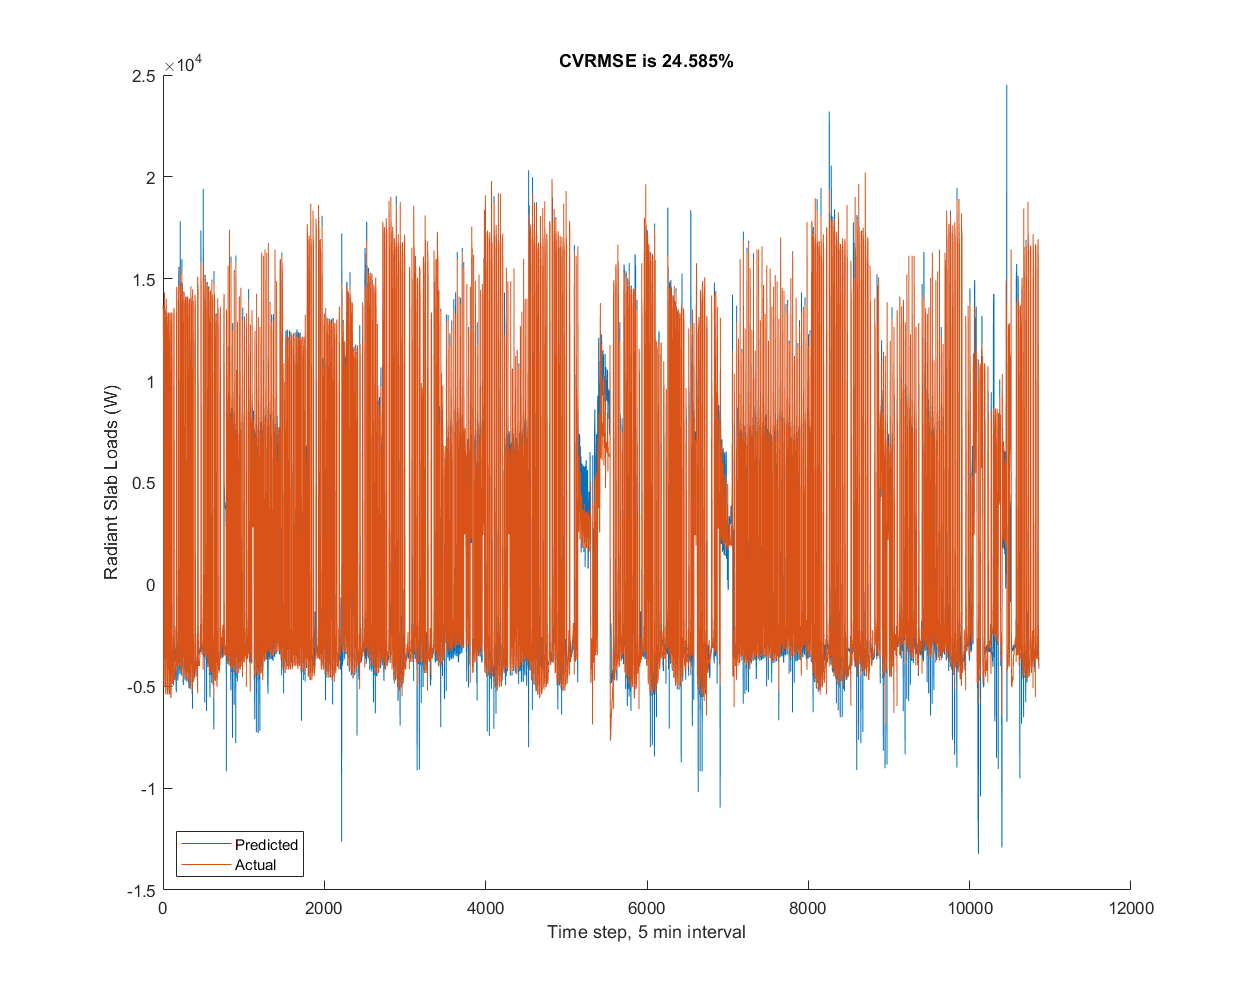 CVRMSE is 24.585%
×10⁴
2.5
2
1.5
1
0.5
0
-0.5
-1
-1.5
Radiant Slab Loads (W)
Predicted
Actual
0 2000 4000 6000 8000 10000 12000
Time step, 5 min interval